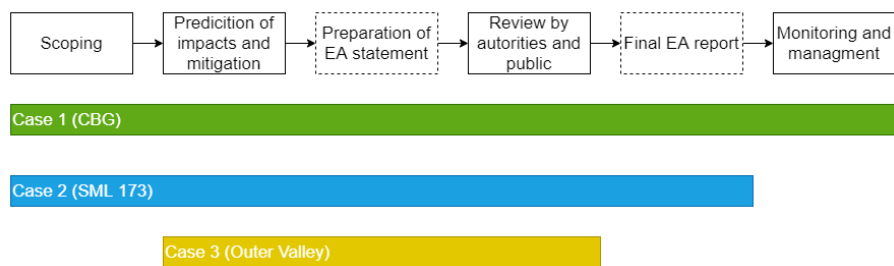 Scoping
Predicition of
impacts and
mitigation
Preparation of
EA statement
Review by
autorities and
public
Final EA report
Monitoring and
managment
Case 1 (CBG)
Case 2 (SML 173)
Case 3 (Outer Valley)